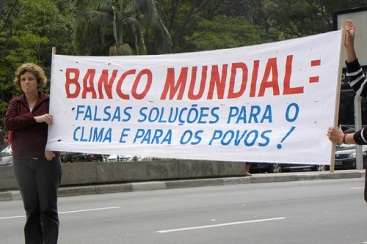 BANCO MUNDIAL:
FALSAS SOLUÇÕES PARA O
CLIMA E PARA OS POVOS!